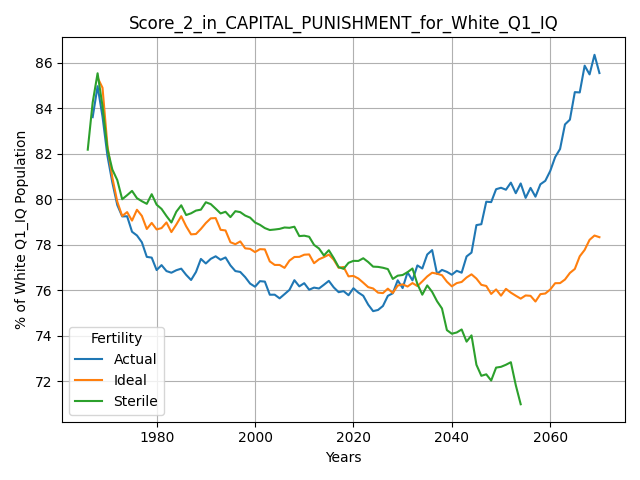 Score_2_in_CAPITAL_PUNISHMENT_for_White_Q1_IQ
% of White Q1_IQ Population
86
84
82
80
78
76
74
72
Fertility
Actual
Ideal
Sterile
1980
2000
2020
2040
2060
Years